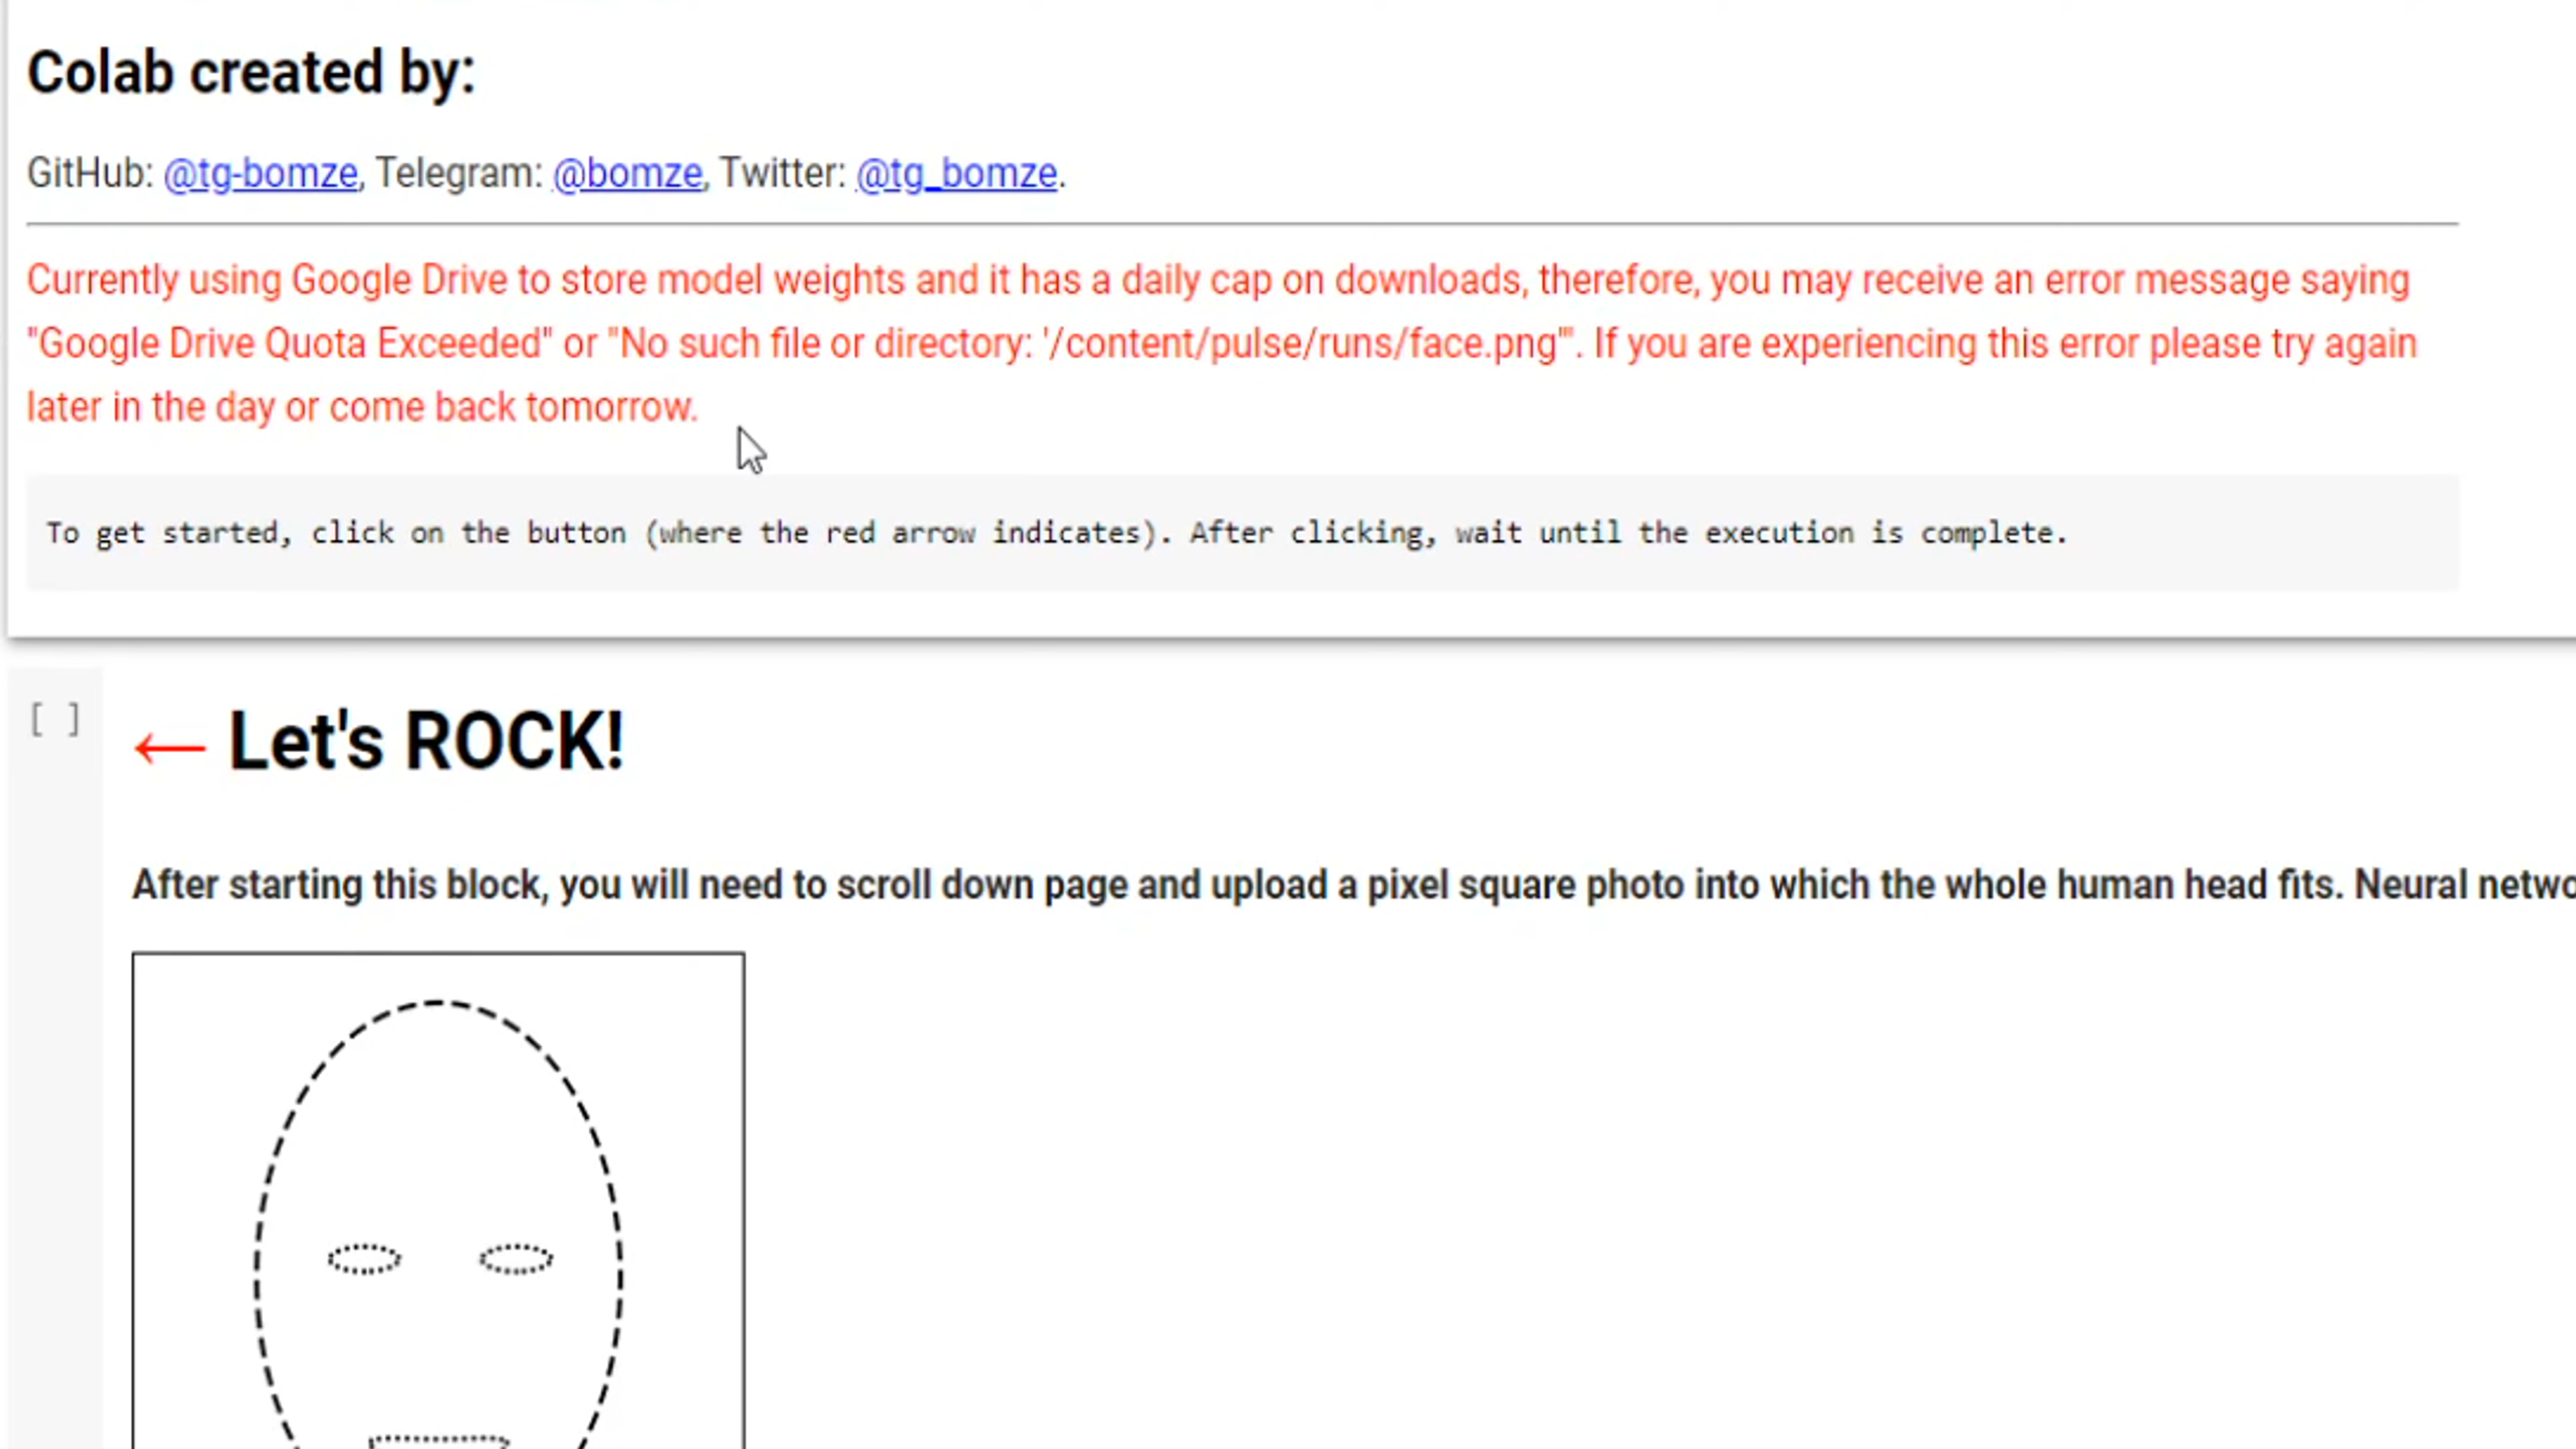 Colab created by:
GitHub: @tg-bomze, Telegram: @bomze, Twitter: @tg_bomze.
Currently using Google Drive to store model weights and it has a daily cap on downloads, therefore, you may receive an error message saying
"Google Drive Quota Exceeded" or "No such file or directory: '/content/pulse/runs/face.png'". If you are experiencing this error please try again
later in the day or come back tomorrow.
To get started, click on the button (where the red arrow indicates). After clicking, wait until the execution is complete.
[ ]
← Let's ROCK!
After starting this block, you will need to scroll down page and upload a pixel square photo into which the whole human head fits. Neural netwo